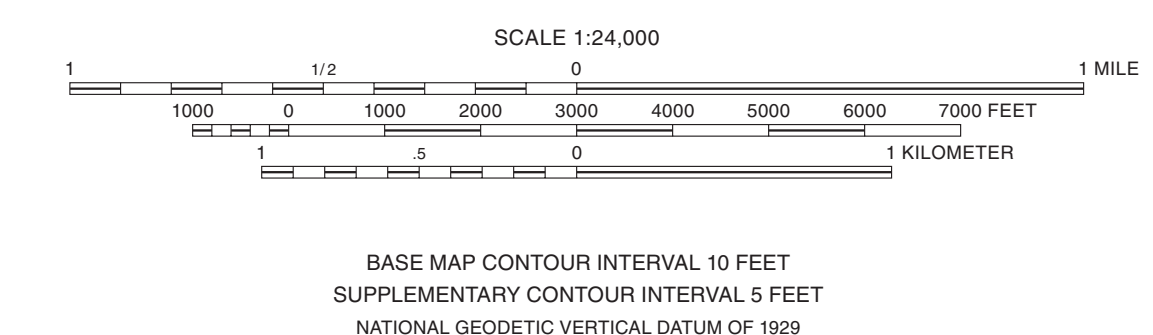 SCALE 1:24,000
1 1/2 0 1 MILE
1000 0 1000 2000 3000 4000 5000 6000 7000 FEET
1 .5 0 1 KILOMETER
BASE MAP CONTOUR INTERVAL 10 FEET
SUPPLEMENTARY CONTOUR INTERVAL 5 FEET
NATIONAL GEODETIC VERTICAL DATUM OF 1929